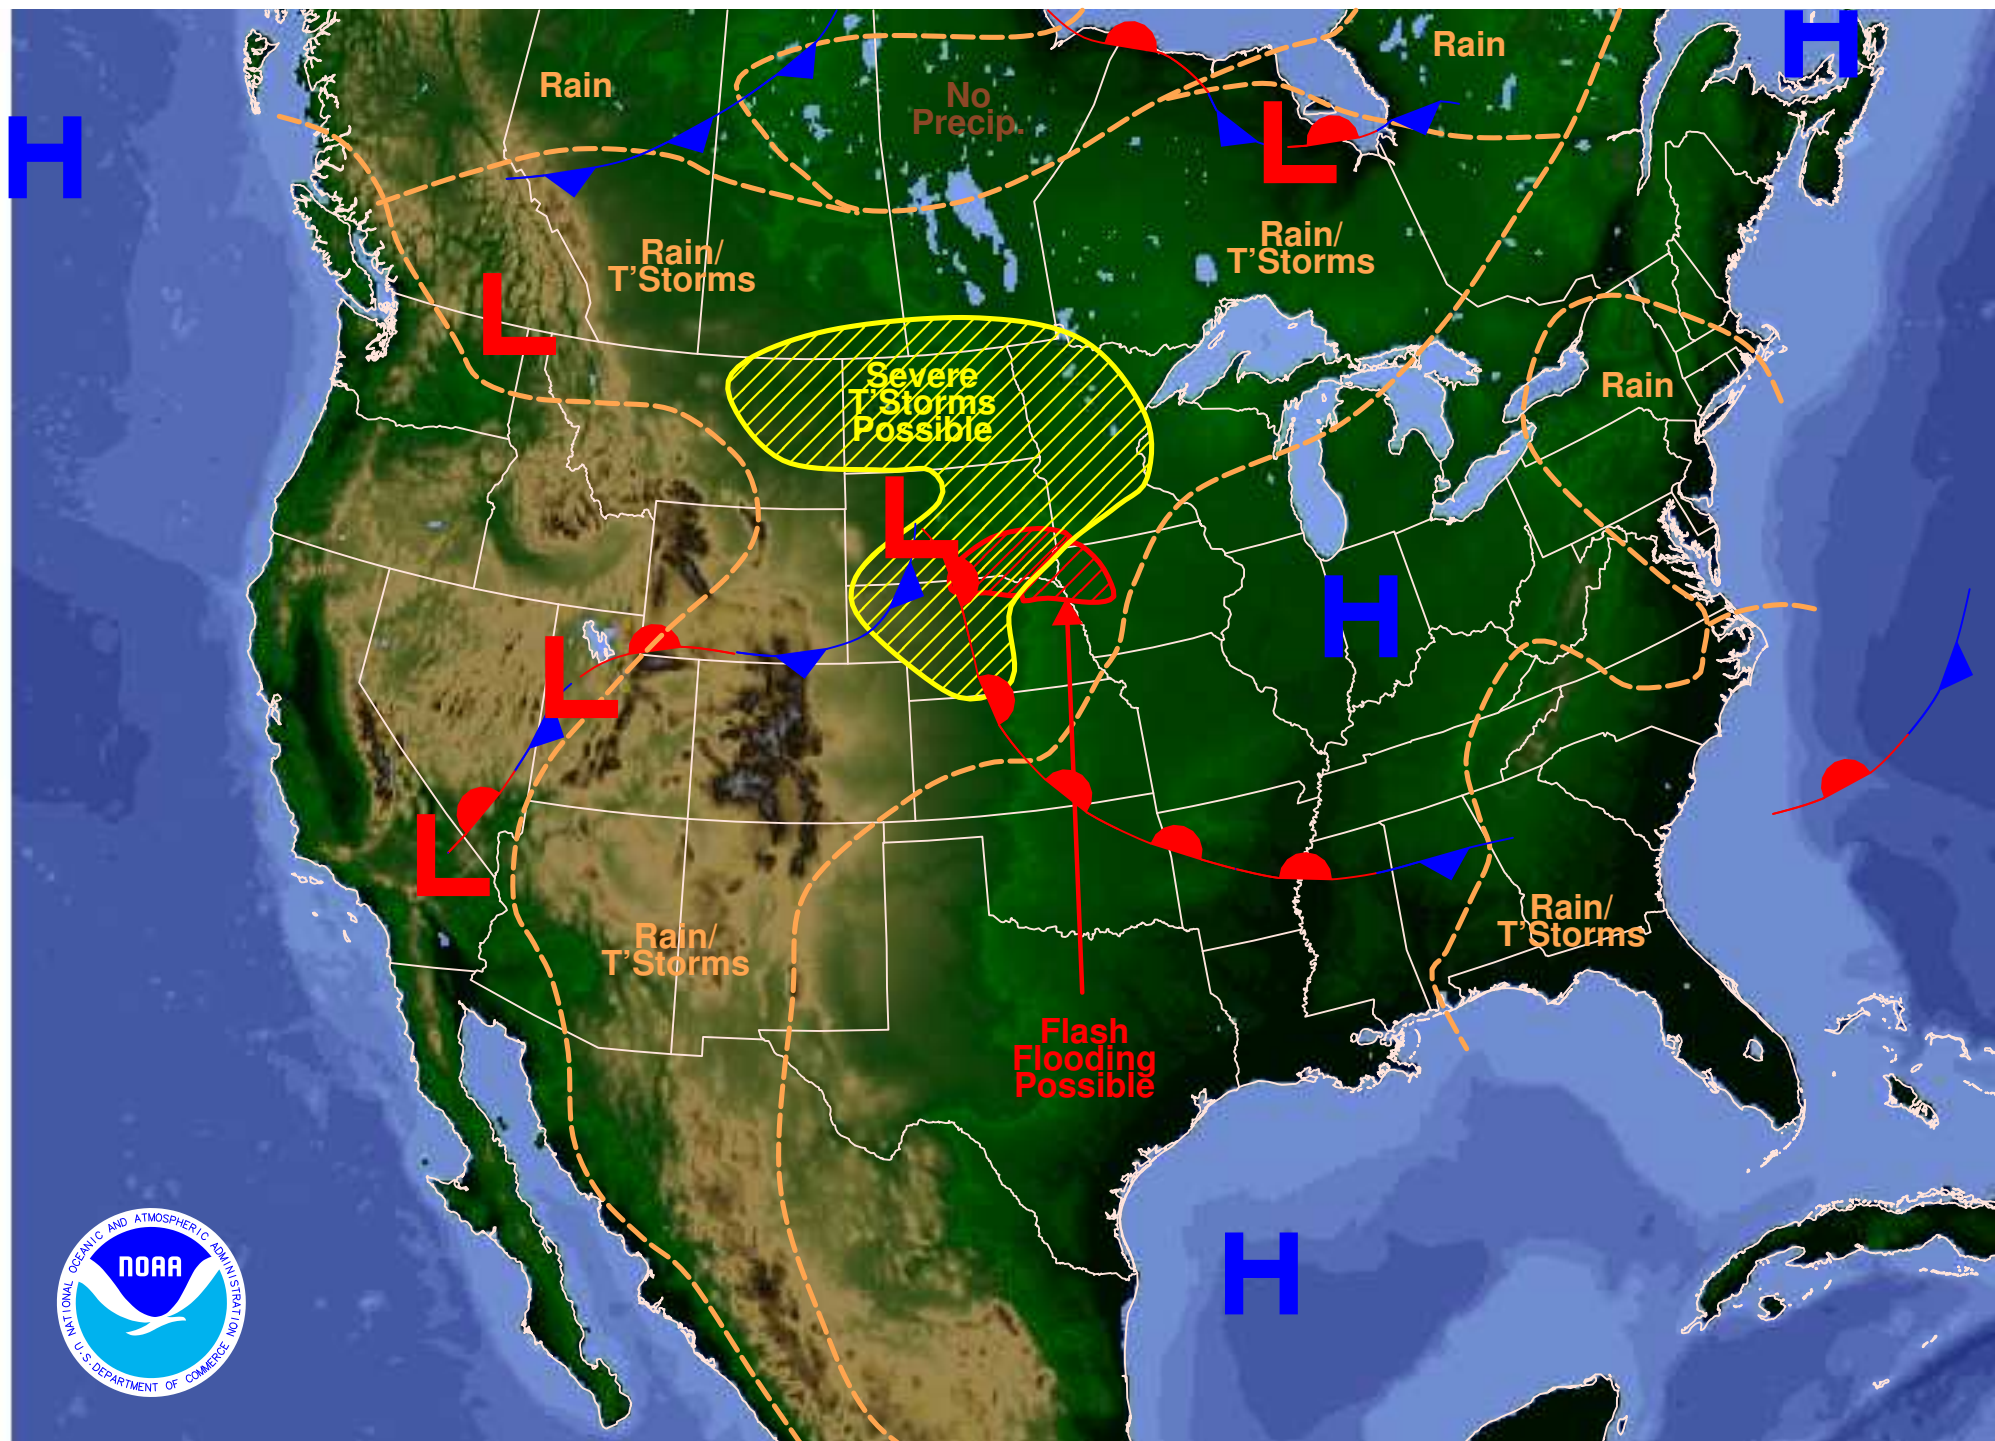 H
H
Rain
Rain
No
Precip.
L
Rain/
T'Storms
Rain/
T'Storms
L
Severe
T'Storms
Possible
Rain
L
H
L
L
Rain/
T'Storms
Rain/
T'Storms
Flash
Flooding
Possible
H
NATIONAL OCEANIC AND ATMOSPHERIC ADMINISTRATION
NOAA
U.S. DEPARTMENT OF COMMERCE